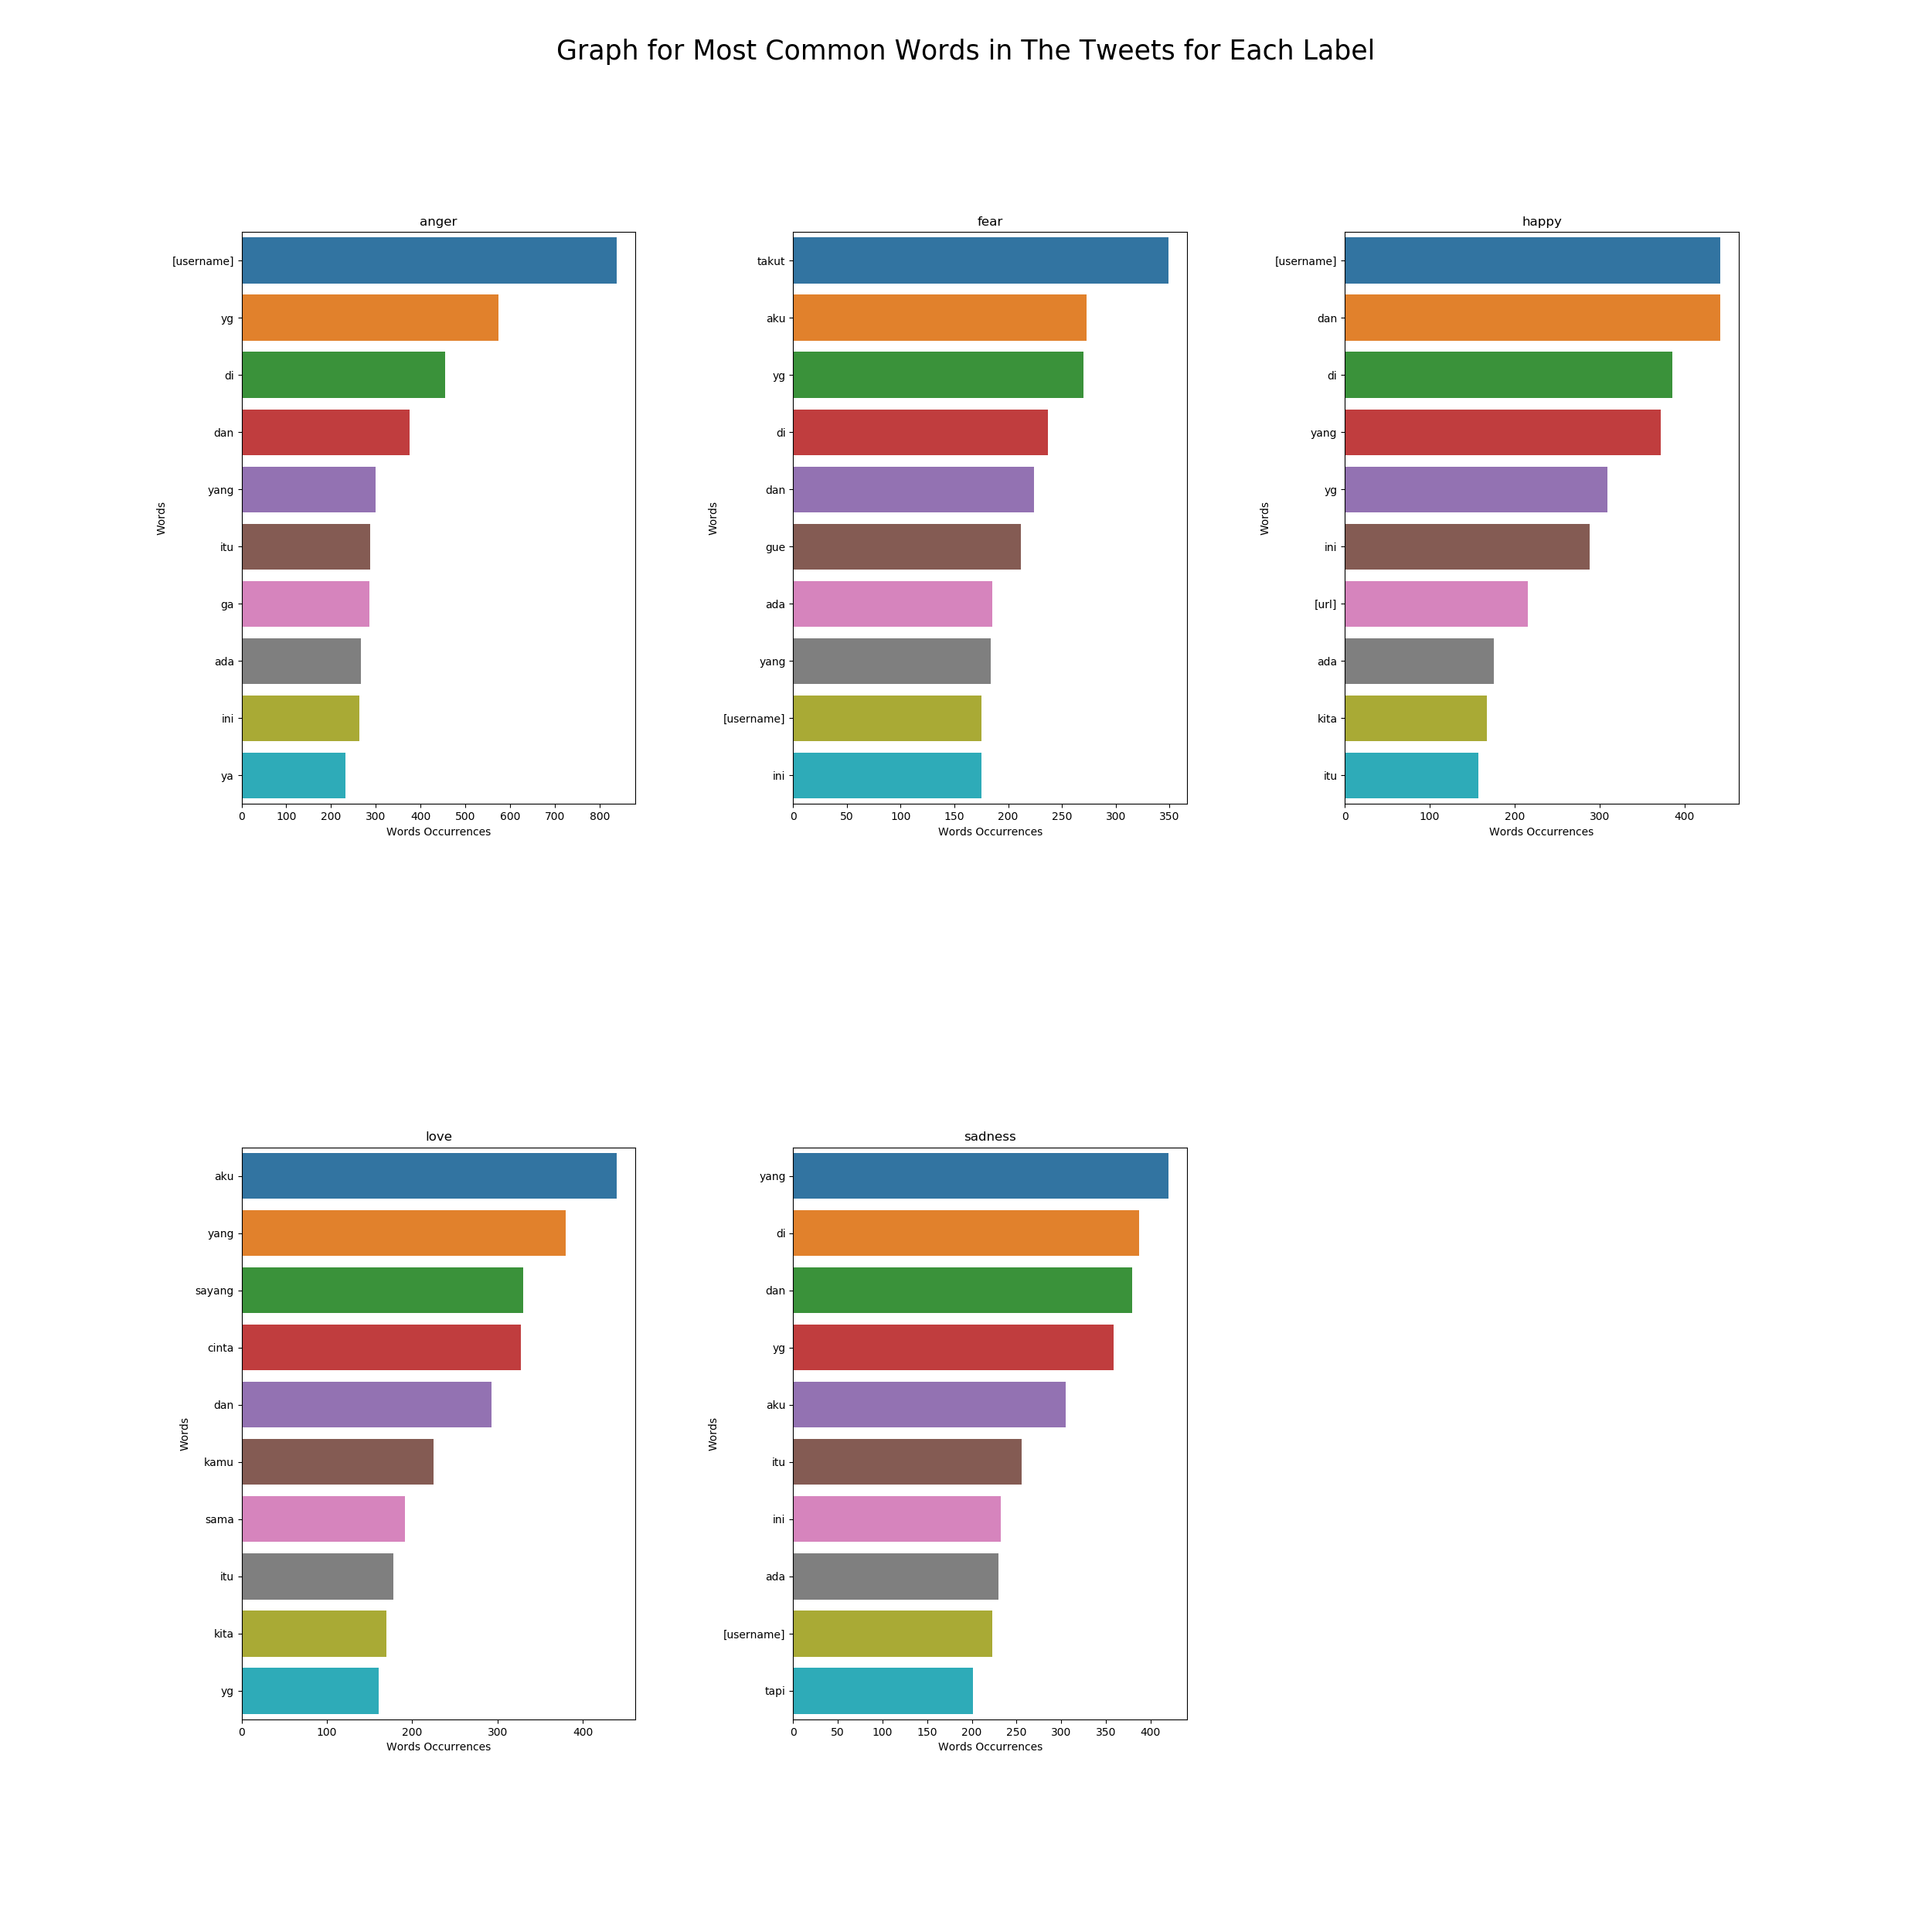 Graph for Most Common Words in The Tweets for Each Label
anger
Words
[username]
yg
di
dan
yang
itu
ga
ada
ini
ya
0 100 200 300 400 500 600 700 800
Words Occurrences
fear
Words
takut
aku
yg
di
dan
gue
ada
yang
[username]
ini
0 50 100 150 200 250 300 350
Words Occurrences
happy
Words
[username]
dan
di
yang
yg
ini
[url]
ada
kita
itu
0 100 200 300 400
Words Occurrences
love
Words
aku
yang
sayang
cinta
dan
kamu
sama
itu
kita
yg
0 100 200 300 400
Words Occurrences
sadness
Words
yang
di
dan
yg
aku
itu
ini
ada
[username]
tapi
0 50 100 150 200 250 300 350 400
Words Occurrences